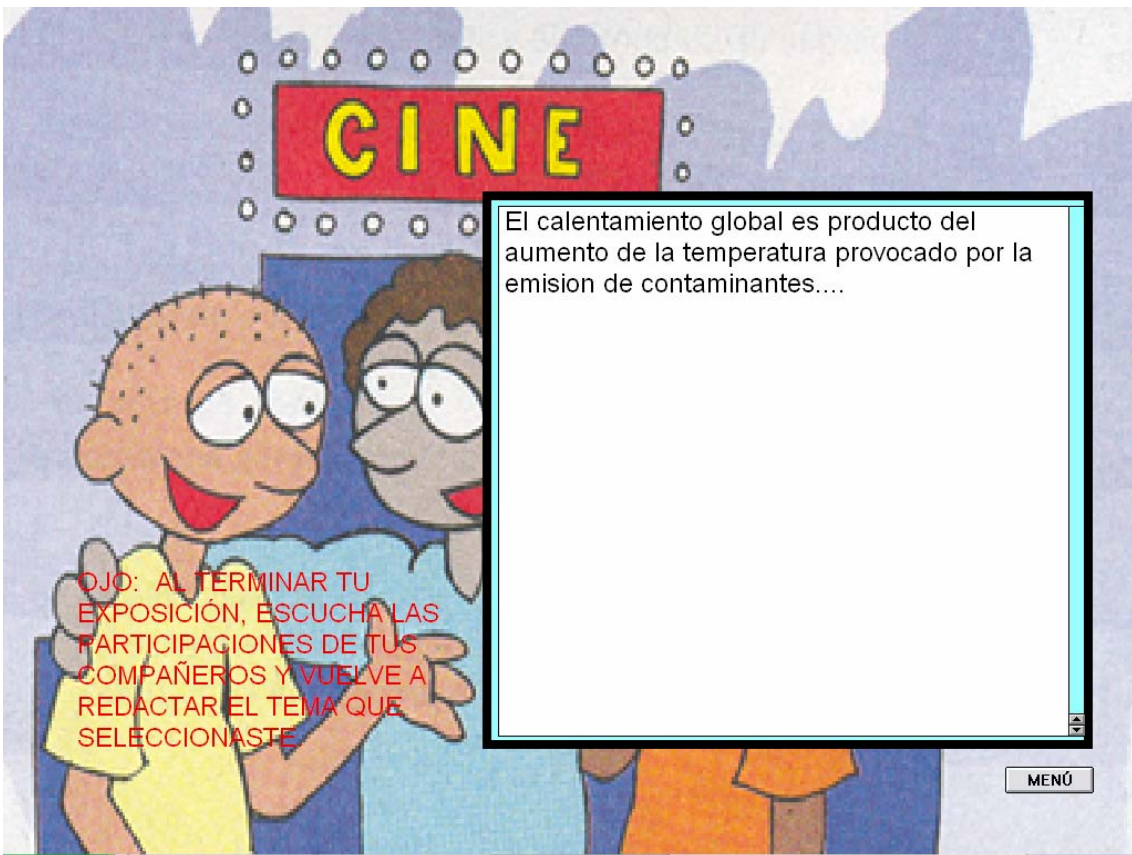 CINE
El calentamiento global es producto del
aumento de la temperatura provocado por la
emision de contaminantes....
OJO:  AL TERMINAR TU
EXPOSICIÓN, ESCUCHA LAS
PARTICIPACIONES DE TUS
COMPAÑEROS Y VUELVE A
REDACTAR EL TEMA QUE
SELECCIONASTE
MENÚ